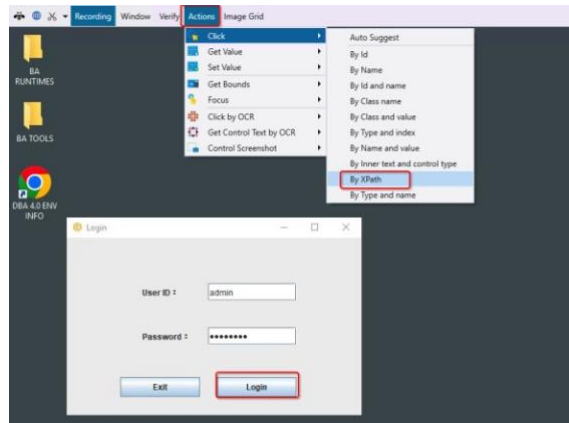 Recording Window Verify Actions Image Grid
Click
Get Value
Set Value
Get Bounds
Focus
Click by OCR
Get Control Text by OCR
Control Screenshot
Auto Suggest
By Id
By Name
By Id and name
By Class name
By Class and value
By Type and index
By Name and value
By Inner text and control type
By XPath
By Type and name
BA
RUNTIMES
BA TOOLS
DBA 4.0 ENV
INFO
Login
User ID :
admin
Password :
••••••••
Exit
Login